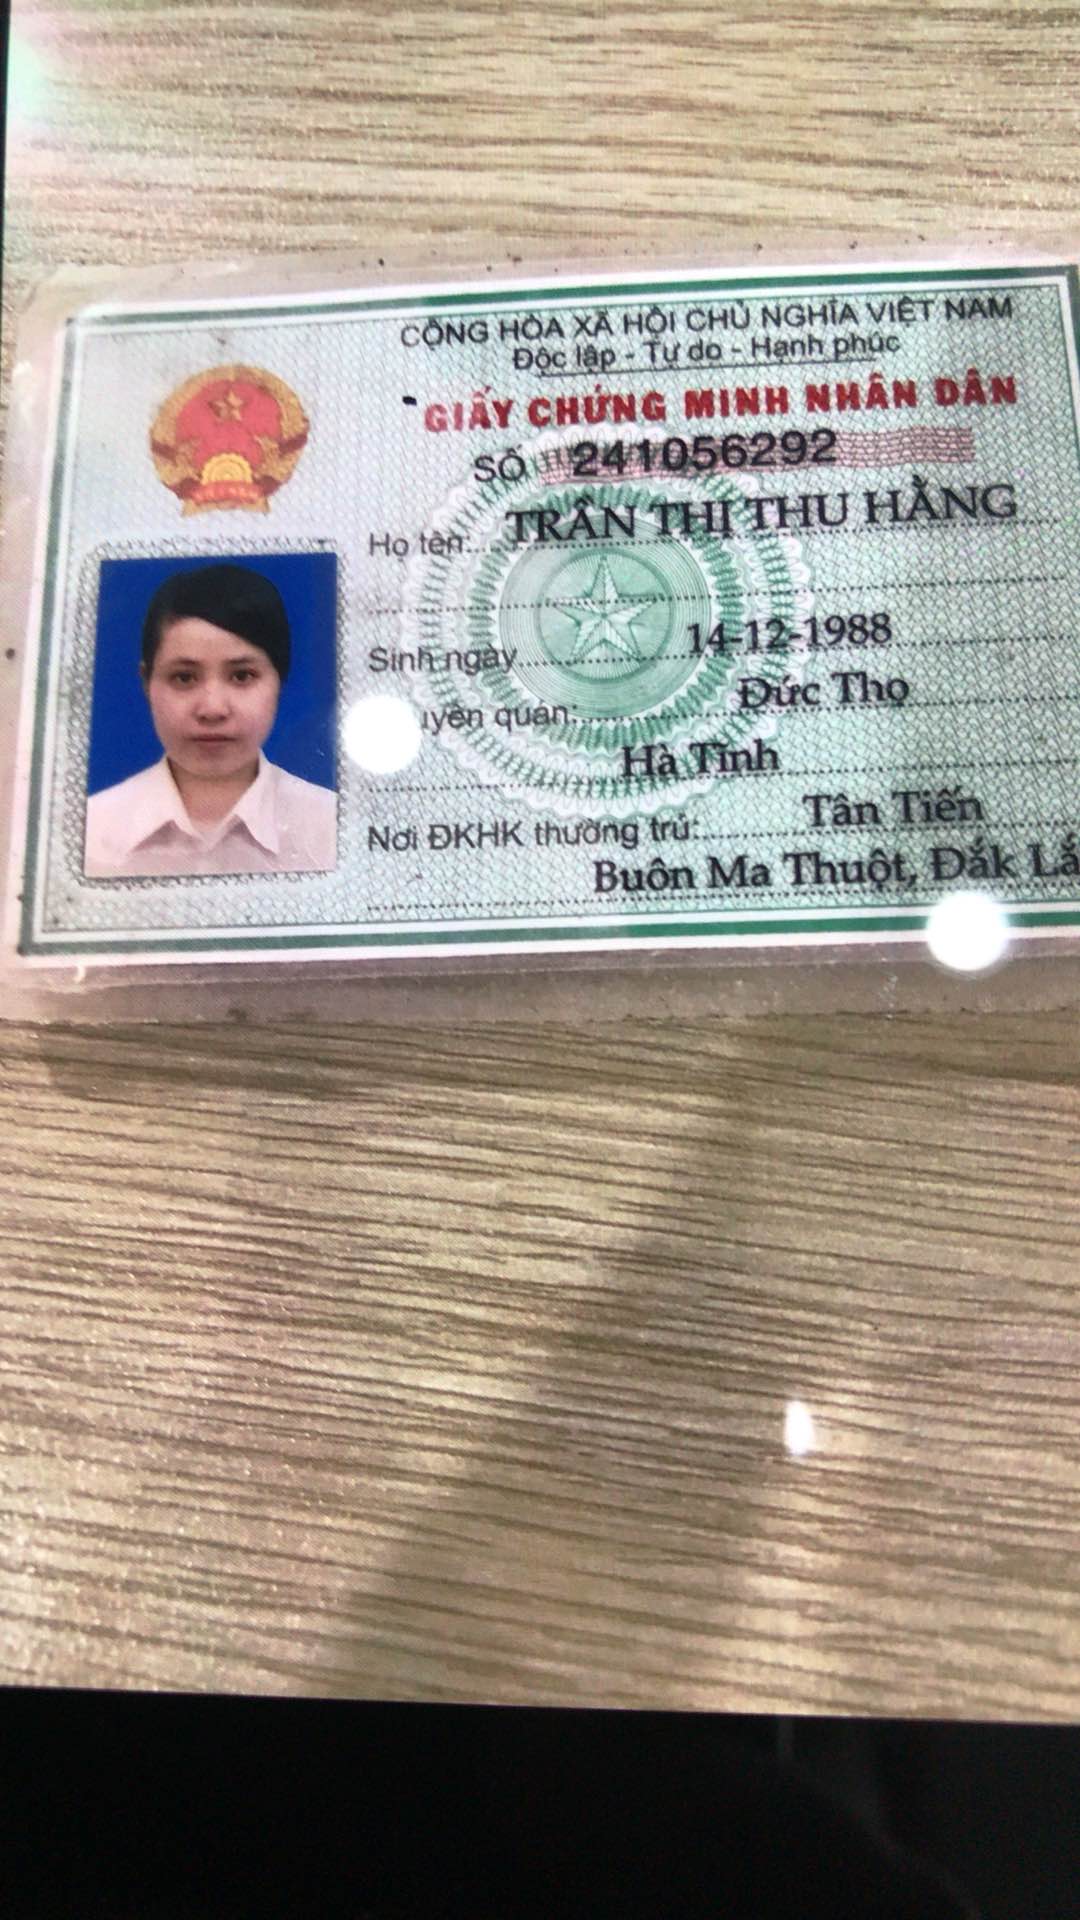 CỘNG HÒA XÃ HỘI CHỦ NGHĨA VIỆT NAM
Độc lập - Tự do - Hạnh phúc
GIẤY CHỨNG MINH NHÂN DÂN
SỐ 241056292
Họ tên: TRẦN THỊ THU HẰNG
Sinh ngày 14-12-1988
uyên quán: Đức Thọ
Hà Tĩnh
Nơi ĐKHK thường trú: Tân Tiến
Buôn Ma Thuột, Đắk Lắ